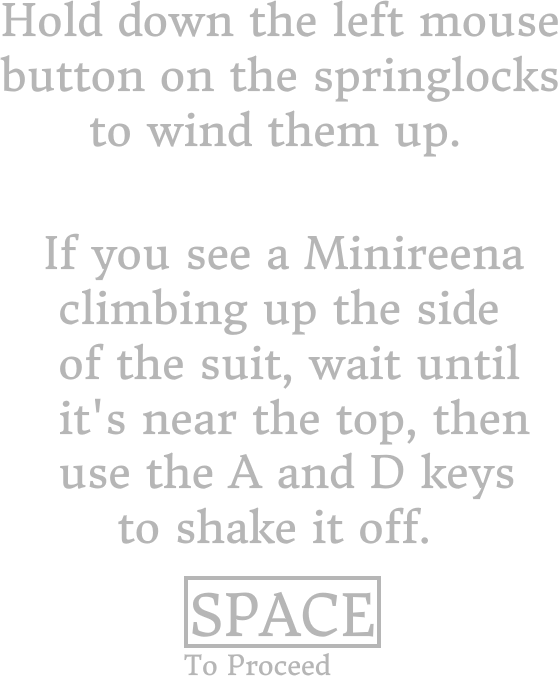 Hold down the left mouse
button on the springlocks
to wind them up.
If you see a Minireena
climbing up the side
of the suit, wait until
it's near the top, then
use the A and D keys
to shake it off.
SPACE
To Proceed